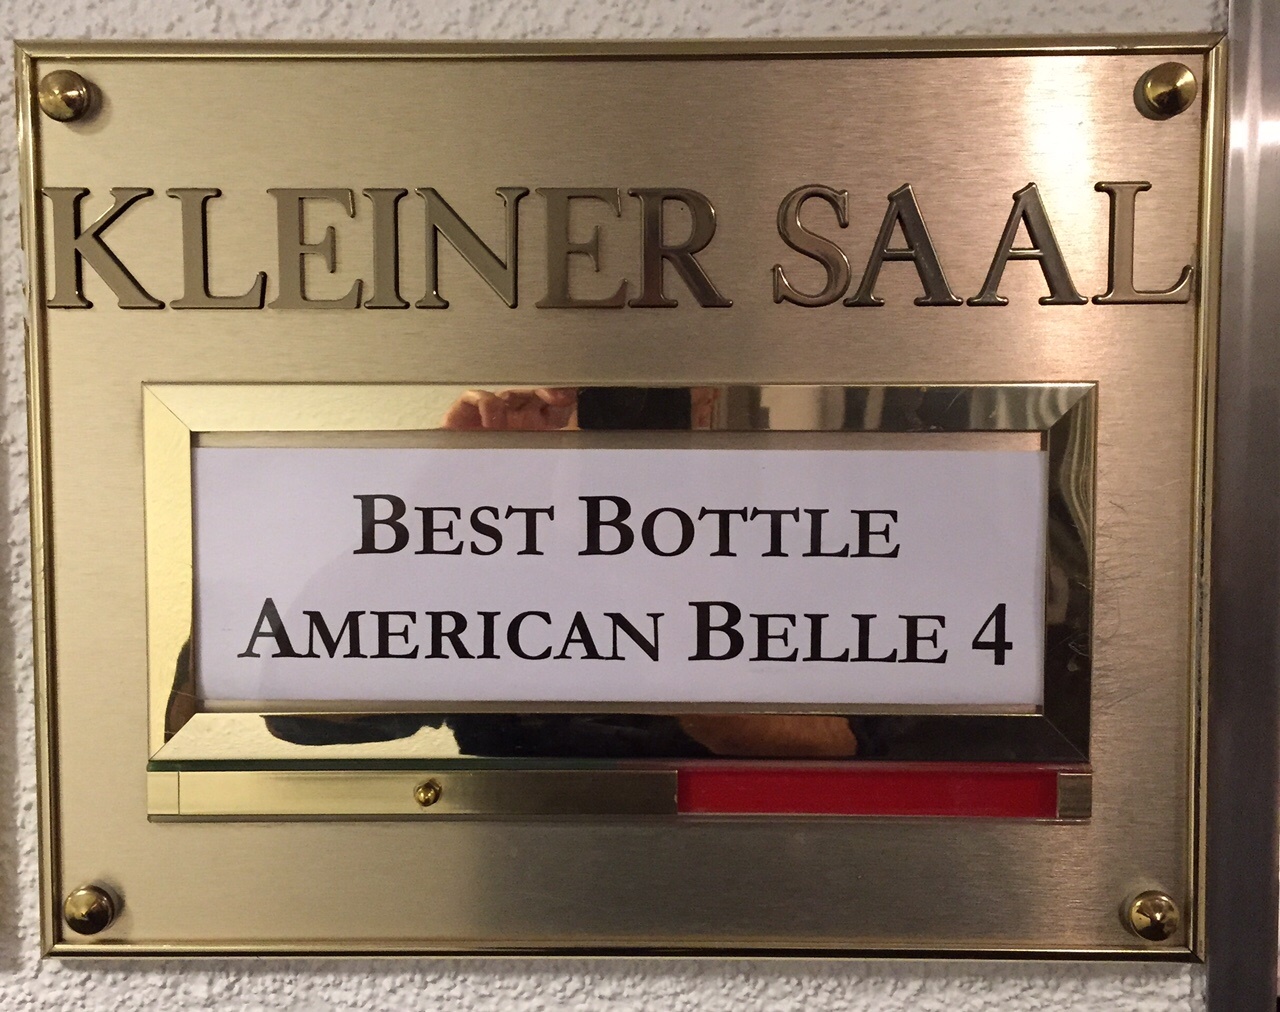 KLEINER SAAL
BEST BOTTLE
AMERICAN BELLE 4